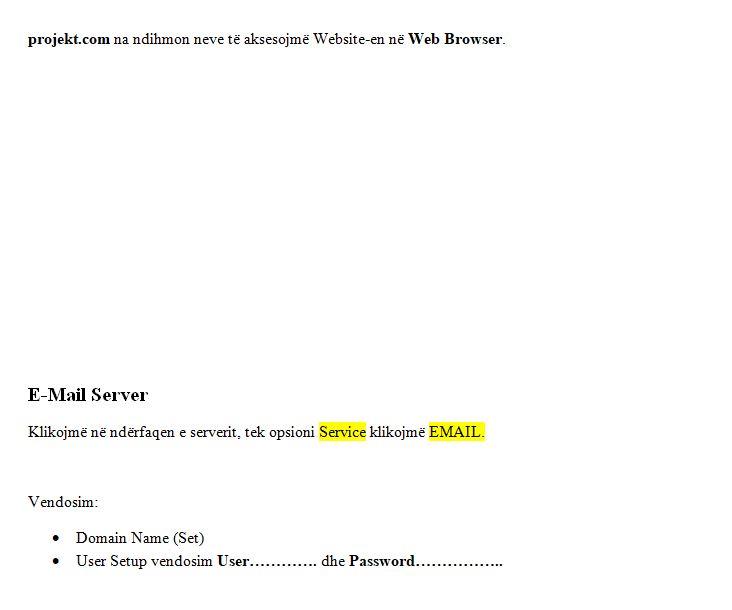 projekt.com na ndihmon neve të aksesojmë Website-en në Web Browser.
E-Mail Server
Klikojmë në ndërfaqen e serverit, tek opsioni Service klikojmë EMAIL.
Vendosim:
• Domain Name (Set)
• User Setup vendosim User…………. dhe Password……………..